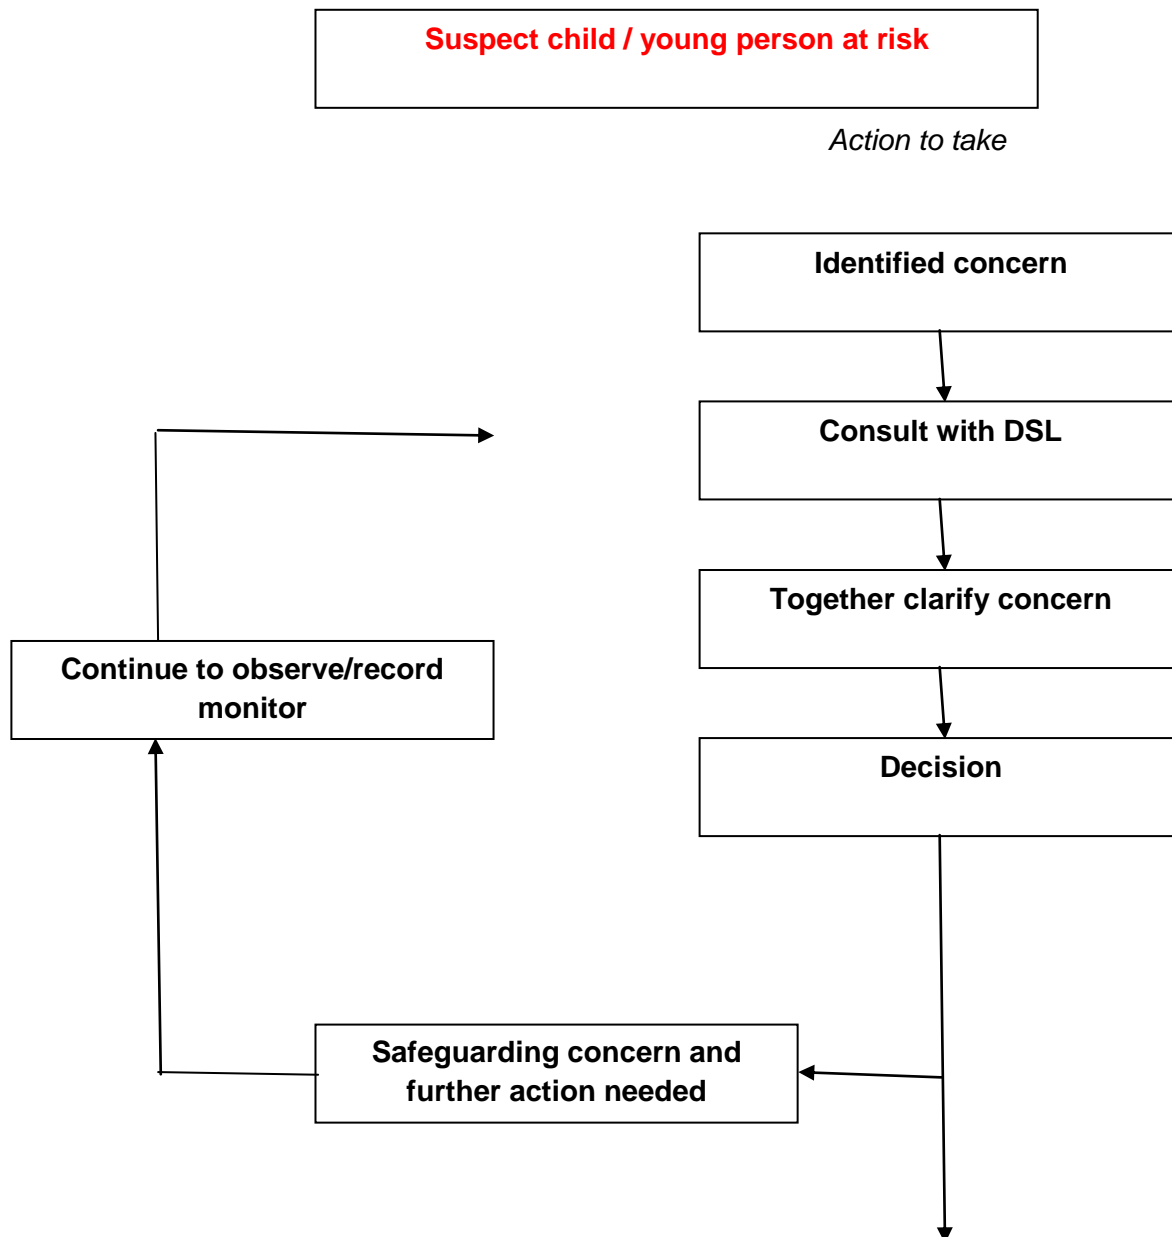 Suspect child / young person at risk
Action to take
Identified concern
Consult with DSL
Together clarify concern
Continue to observe/record
monitor
Decision
Safeguarding concern and
further action needed